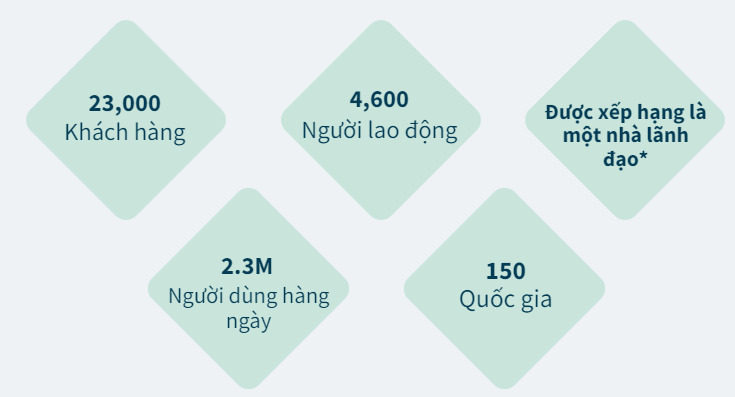 23,000
Khách hàng
4,600
Người lao động
Được xếp hạng là
một nhà lãnh
đạo*
2.3M
Người dùng hàng
ngày
150
Quốc gia